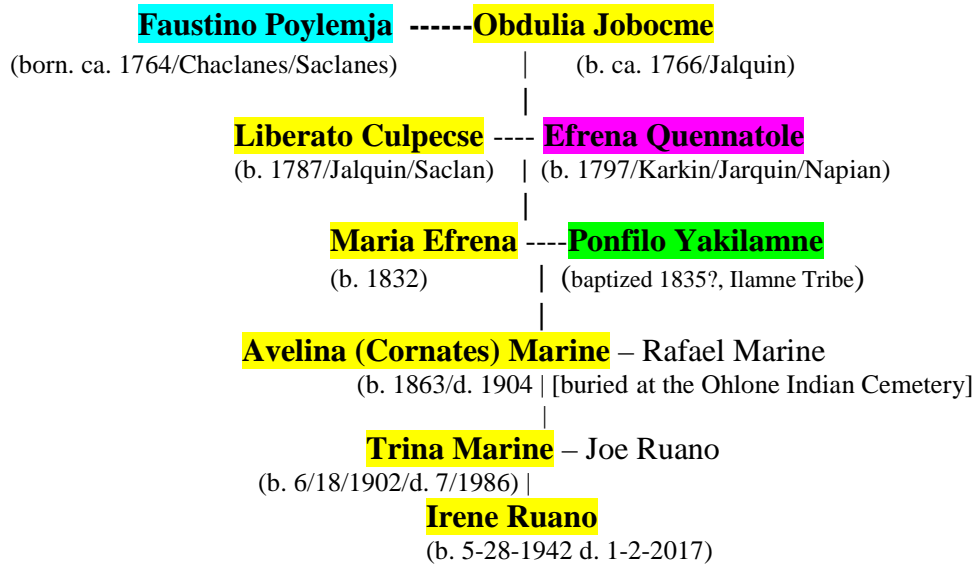 Faustino Poylemja ------Obdulia Jobocme
(born. ca. 1764/Chaclanes/Saclanes) | (b. ca. 1766/Jalquin)
|
Liberato Culpecse ---- Efrena Quennatole
(b. 1787/Jalquin/Saclan) | (b. 1797/Karkin/Jarquin/Napian)
|
Maria Efrena ----Ponfilo Yakilamne
(b. 1832) | (baptized 1835?, Ilamne Tribe)
|
Avelina (Cornates) Marine – Rafael Marine
(b. 1863/d. 1904 | [buried at the Ohlone Indian Cemetery]
|
Trina Marine – Joe Ruano
(b. 6/18/1902/d. 7/1986) |
Irene Ruano
(b. 5-28-1942 d. 1-2-2017)